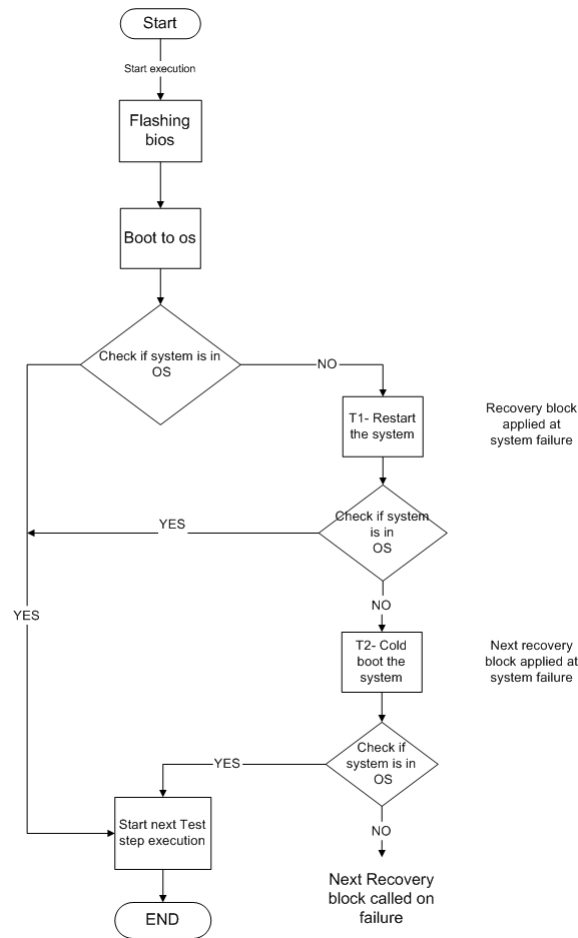 Start
Start execution
Flashing
bios
Boot to os
Check if system is in
OS
NO
T1- Restart
the system
Recovery block
applied at
system failure
Check if system
is in
OS
YES
NO
YES
T2- Cold
boot the
system
Next recovery
block applied at
system failure
Check if
system is in
OS
YES
Start next Test
step execution
NO
Next Recovery
block called on
failure
END